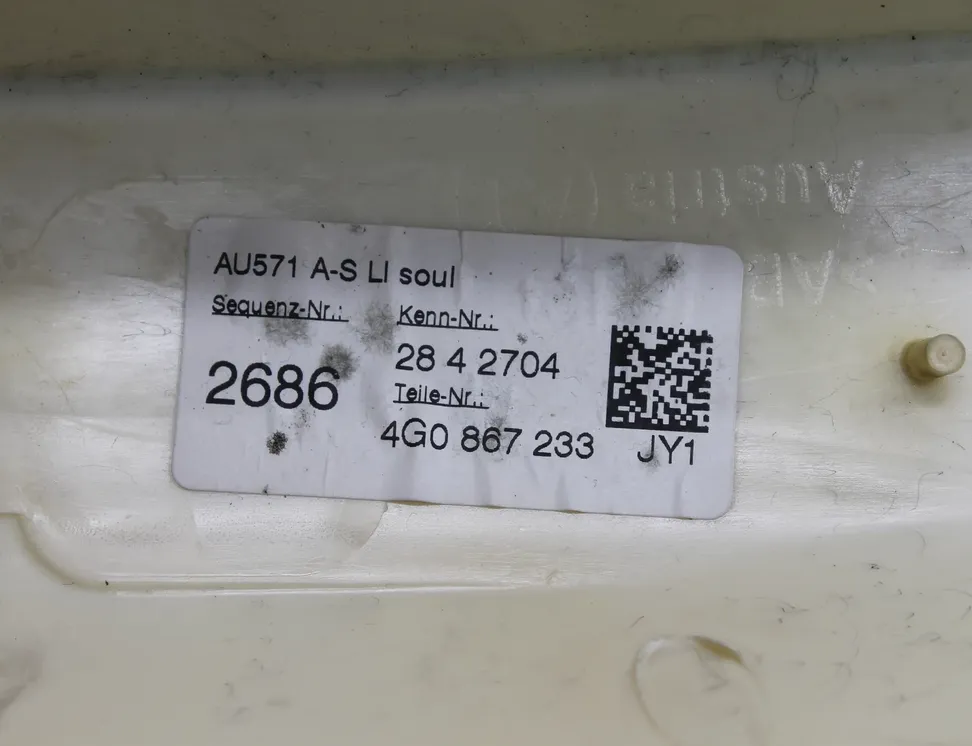 AU571 A-S LI soul
Sequenz-Nr.:
Kenn-Nr.:
28 4 2704
2686
Teile-Nr.:
4G0 867 233
JY1